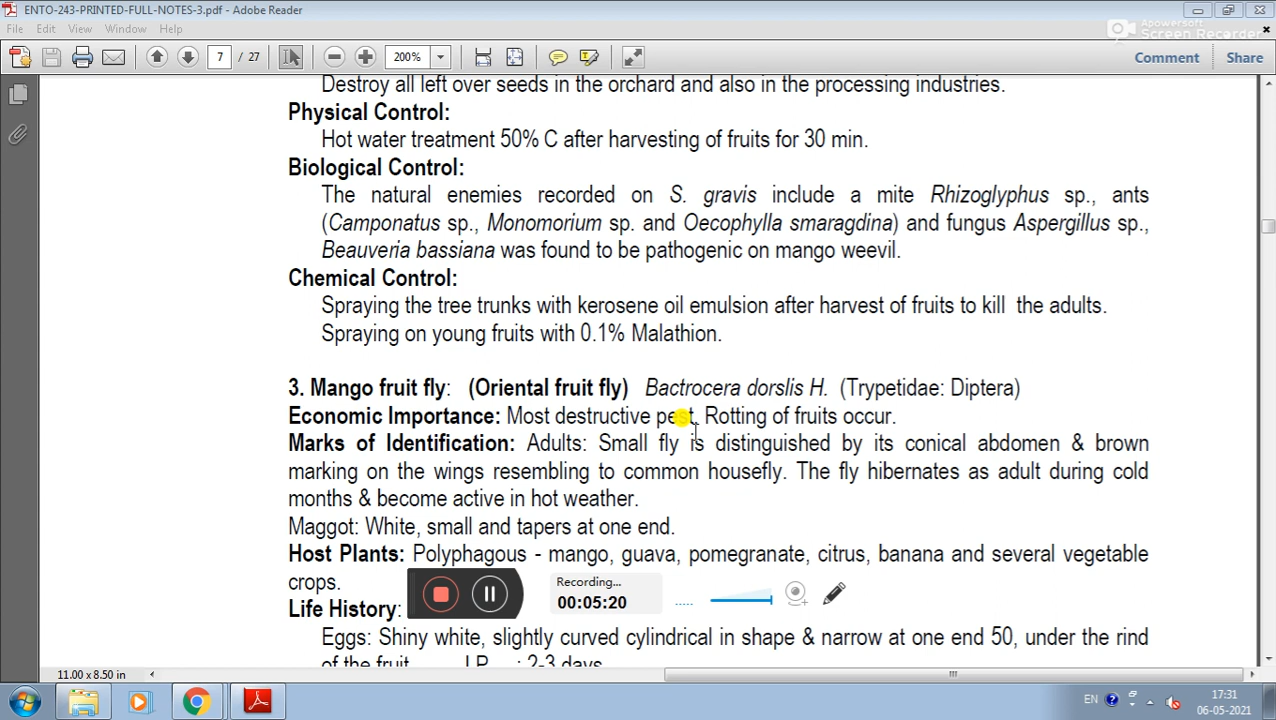 ENTO-243-PRINTED-FULL-NOTES-3.pdf - Adobe Reader
File Edit View Window Help
Apowersoft
Screen Recorder
7 / 27 200% Comment Share
Destroy all left over seeds in the orchard and also in the processing industries.
Physical Control:
Hot water treatment 50% C after harvesting of fruits for 30 min.
Biological Control:
The natural enemies recorded on S. gravis include a mite Rhizoglyphus sp., ants
(Camponatus sp., Monomorium sp. and Oecophylla smaragdina) and fungus Aspergillus sp.,
Beauveria bassiana was found to be pathogenic on mango weevil.
Chemical Control:
Spraying the tree trunks with kerosene oil emulsion after harvest of fruits to kill the adults.
Spraying on young fruits with 0.1% Malathion.
3. Mango fruit fly: (Oriental fruit fly) Bactrocera dorslis H. (Trypetidae: Diptera)
Economic Importance: Most destructive pest. Rotting of fruits occur.
Marks of Identification: Adults: Small fly is distinguished by its conical abdomen & brown
marking on the wings resembling to common housefly. The fly hibernates as adult during cold
months & become active in hot weather.
Maggot: White, small and tapers at one end.
Host Plants: Polyphagous - mango, guava, pomegranate, citrus, banana and several vegetable
crops.
Recording...
00:05:20
Life History:
Eggs: Shiny white, slightly curved cylindrical in shape & narrow at one end 50, under the rind
of the fruit. I.P. : 2-3 days
11.00 x 8.50 in
EN 17:31
06-05-2021